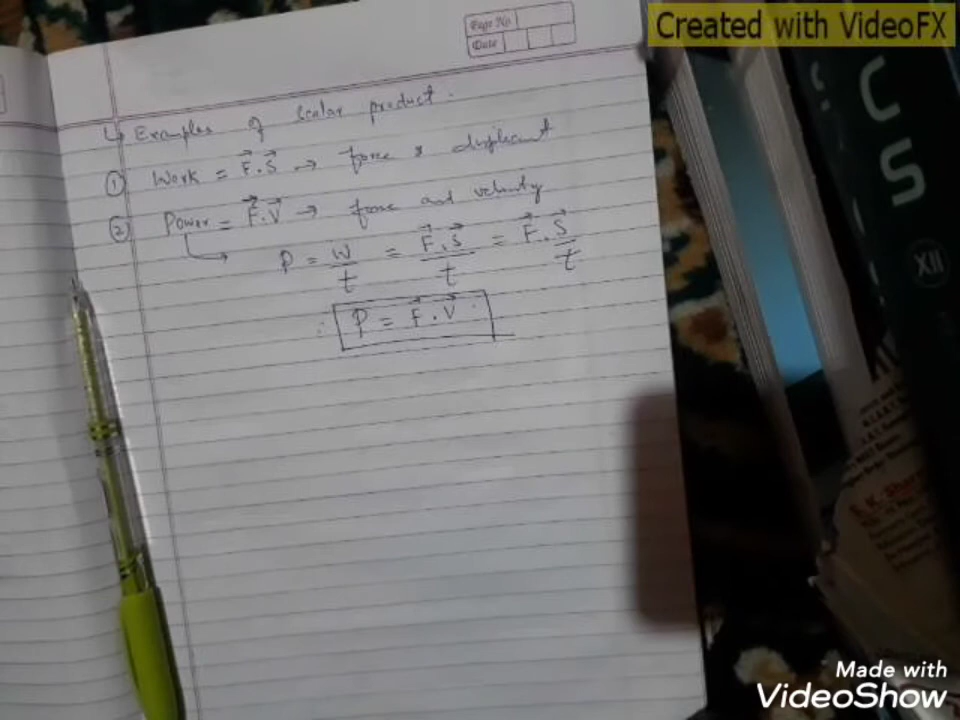 Created with VideoFX
Page No
Date
↳ Examples of scalar product.
① Work = F⃗.S⃗ → force &
② Power = F⃗.V⃗ → force and velocity
↳ P = W/t = F⃗.S⃗/t = F⃗.S⃗/t
∴ P = F⃗.V⃗
C
S
XII
Made with
VideoShow